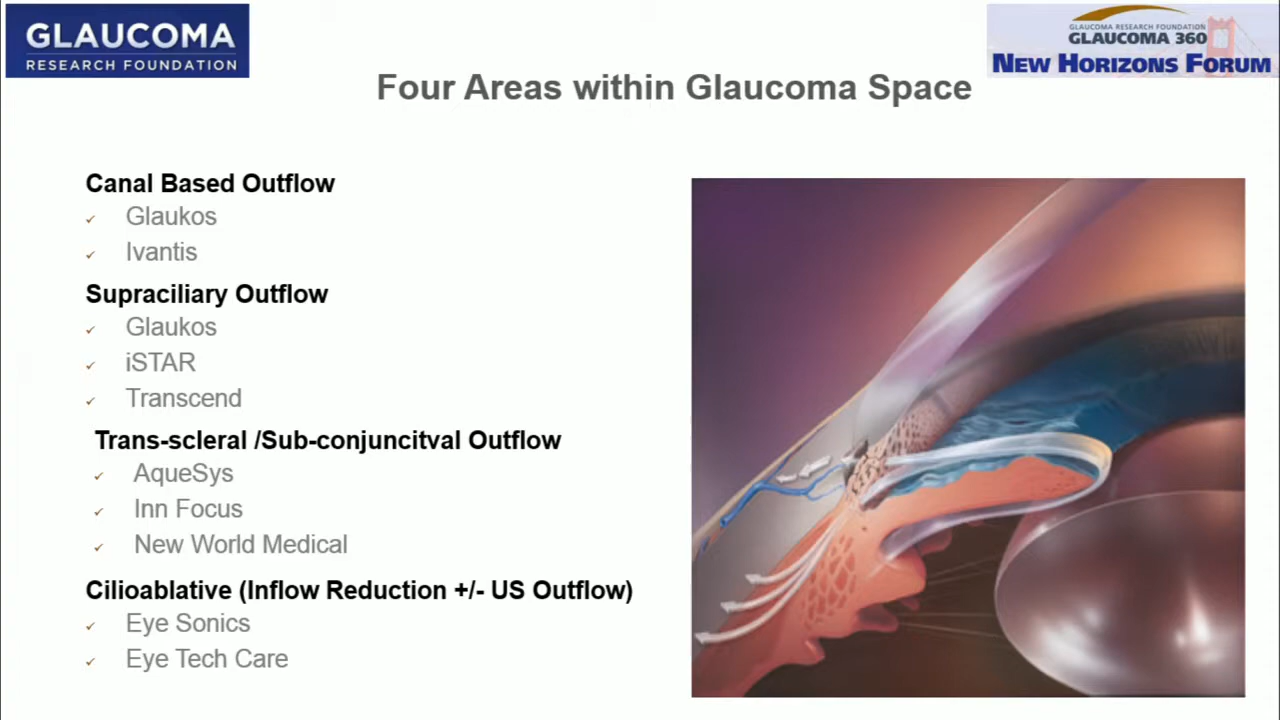 GLAUCOMA
RESEARCH FOUNDATION
GLAUCOMA RESEARCH FOUNDATION
GLAUCOMA 360
NEW HORIZONS FORUM
Four Areas within Glaucoma Space
Canal Based Outflow
✓ Glaukos
✓ Ivantis
Supraciliary Outflow
✓ Glaukos
✓ iSTAR
✓ Transcend
Trans-scleral /Sub-conjuncitval Outflow
✓ AqueSys
✓ Inn Focus
✓ New World Medical
Cilioablative (Inflow Reduction +/- US Outflow)
✓ Eye Sonics
✓ Eye Tech Care